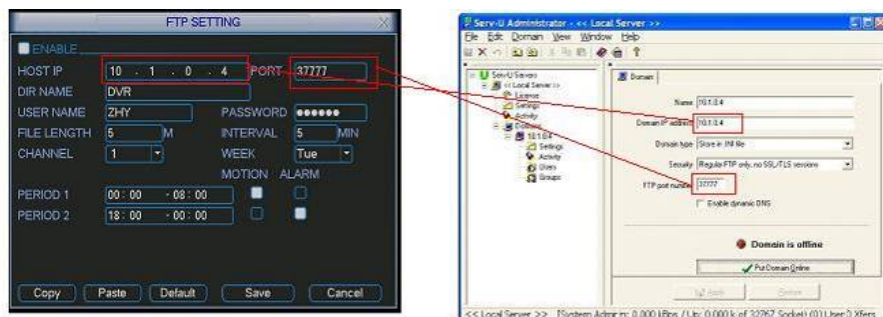 FTP SETTING
ENABLE
HOST IP 10 . 1 . 0 . 4 PORT 37777
DIR NAME DVR
USER NAME ZHY PASSWORD ●●●●●●
FILE LENGTH 5 M INTERVAL 5 MIN
CHANNEL 1 WEEK Tue
MOTION ALARM
PERIOD 1 00 : 00 - 08 : 00
PERIOD 2 18 : 00 - 00 : 00
Copy Paste Default Save Cancel
Serv-U Administrator - << Local Server >>
File Edit Domain View Window Help
Serv-U Servers
<< Local Server >>
License
Settings
Activity
Domains
10.1.0.4
Settings
Activity
Users
Groups
Domain
Name 10.1.0.4
Domain IP address 10.1.0.4
Domain type Store in .INI file
Security Regular FTP only, no SSL/TLS sessions
FTP port number 37777
Enable dynamic DNS
Domain is offline
Put Domain Online
Apply
<< Local Server >>